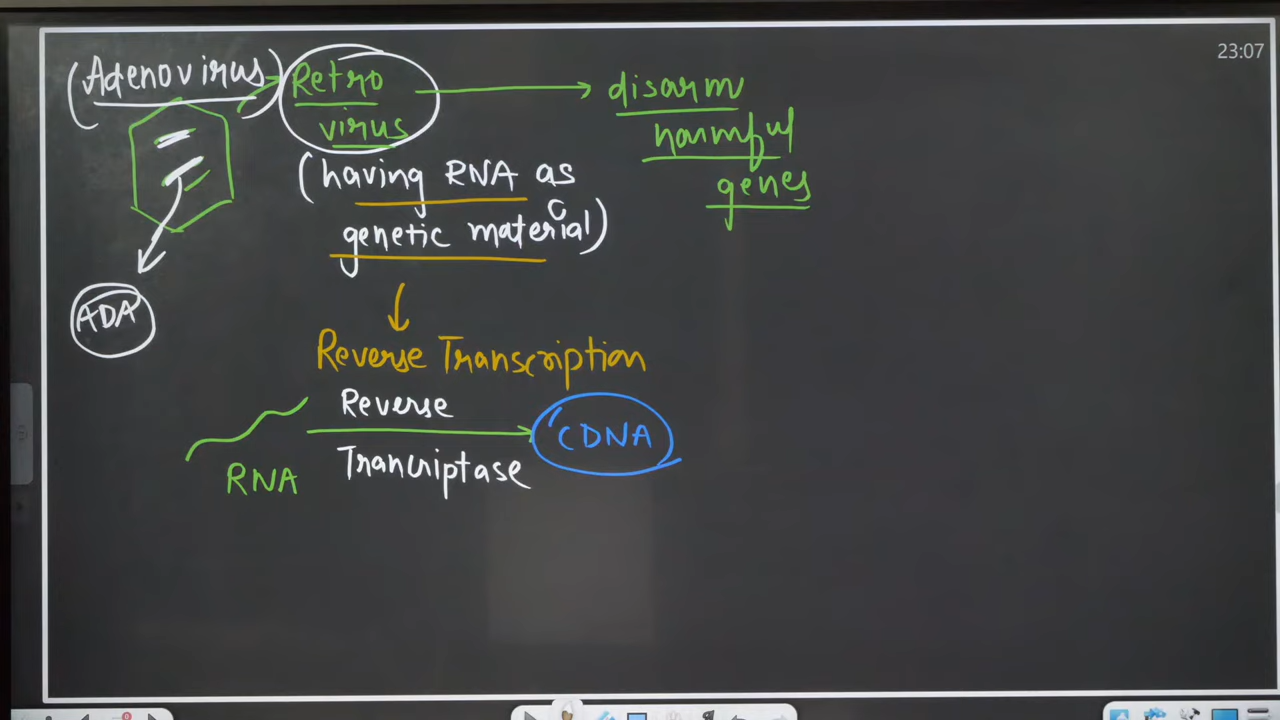 23:07
(Adenovirus)
Retro
virus
disarm
harmful
genes
(having RNA as
genetic material)
ADA
Reverse Transcription
Reverse
Trancriptase
RNA
CDNA